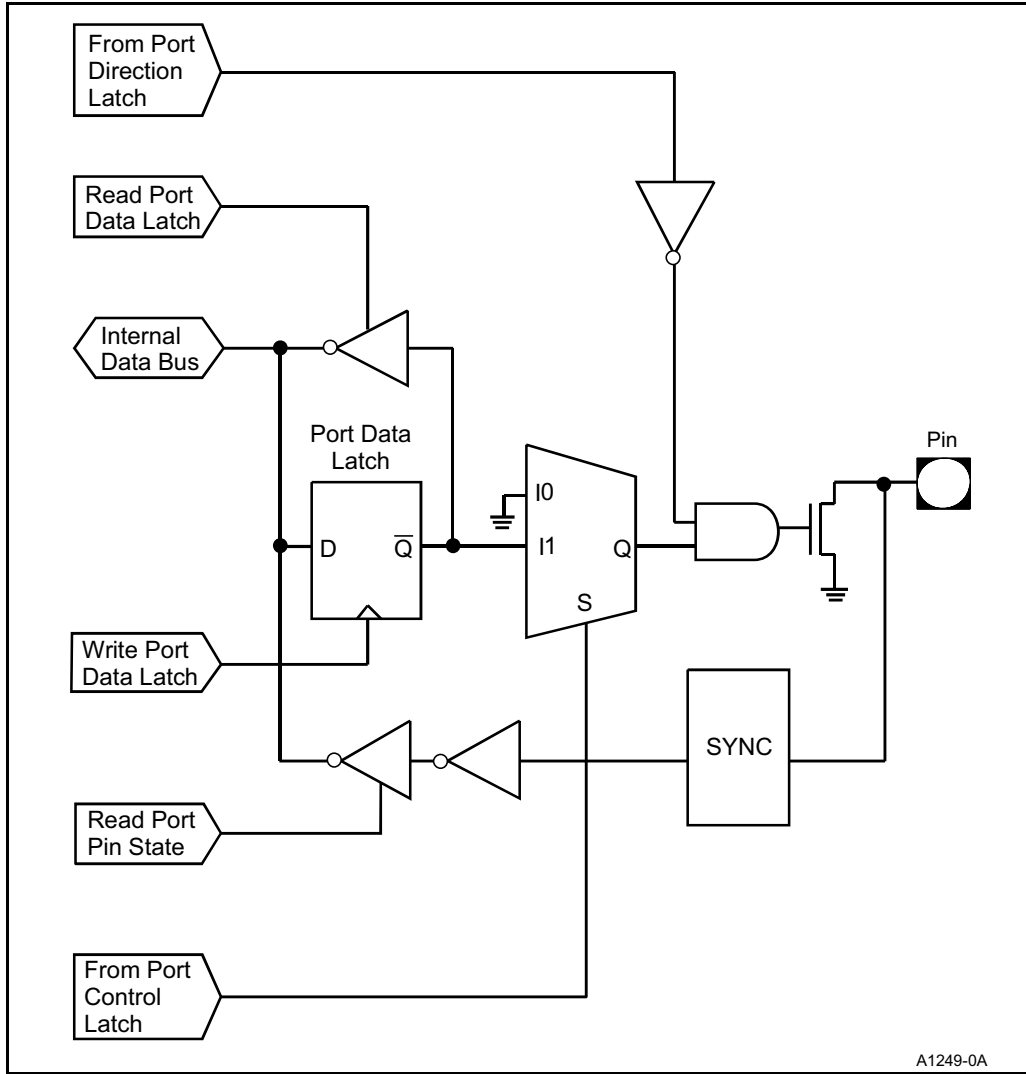 From Port
Direction
Latch
Read Port
Data Latch
Internal
Data Bus
Port Data
Latch
Pin
I0
D
Q
I1
Q
S
Write Port
Data Latch
SYNC
Read Port
Pin State
From Port
Control
Latch
A1249-0A